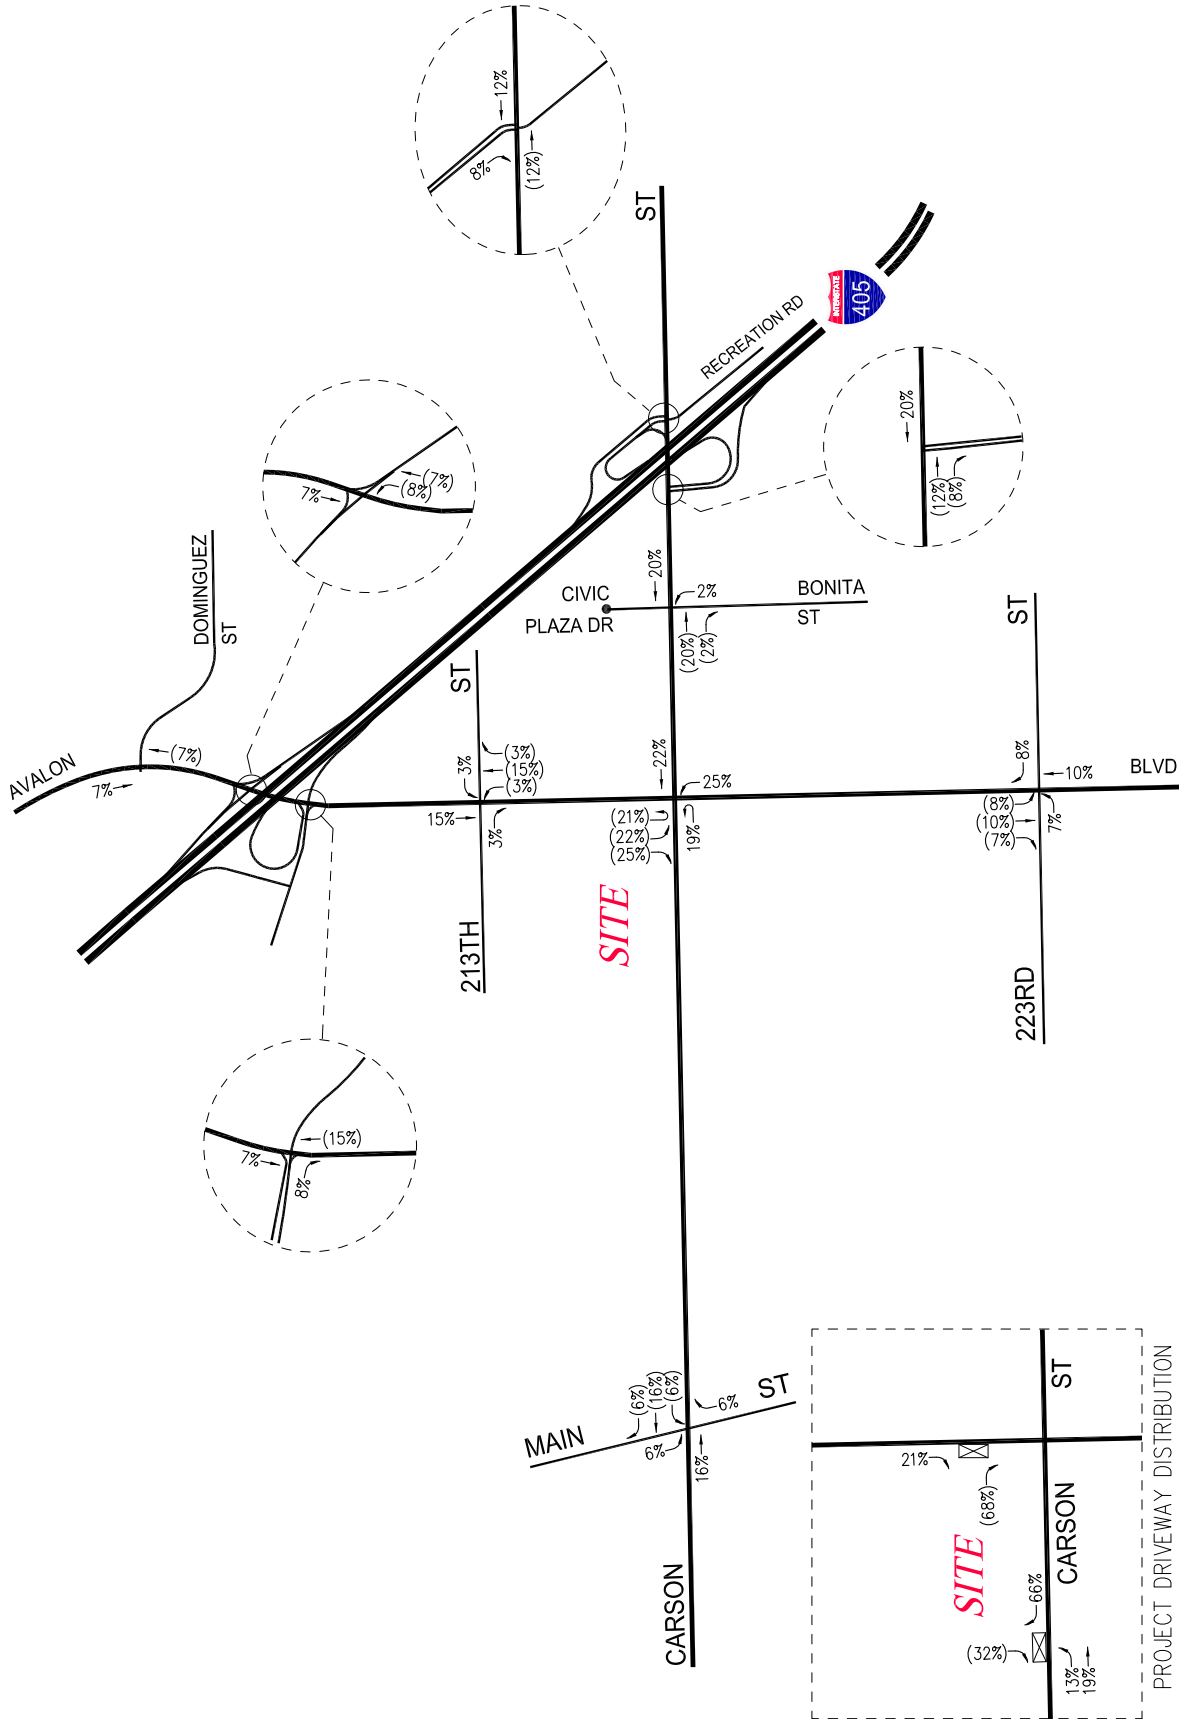 12%
8%
(12%)
ST
RECREATION RD
INTERSTATE
405
7%
(7%)
(8%)
20%
(12%)
(8%)
DOMINGUEZ
ST
AVALON
7%
(7%)
CIVIC
PLAZA DR
BONITA
ST
20%
2%
(20%)
(2%)
ST
3%
(3%)
(15%)
(3%)
15%
3%
22%
25%
(21%)
(22%)
(25%)
19%
ST
8%
10%
BLVD
(8%)
(10%)
(7%)
7%
SITE
213TH
223RD
7%
(15%)
8%
MAIN
ST
(6%)
(16%)
(6%)
6%
6%
16%
CARSON
ST
21%
(68%)
SITE
CARSON
66%
(32%)
13%
19%
PROJECT DRIVEWAY DISTRIBUTION